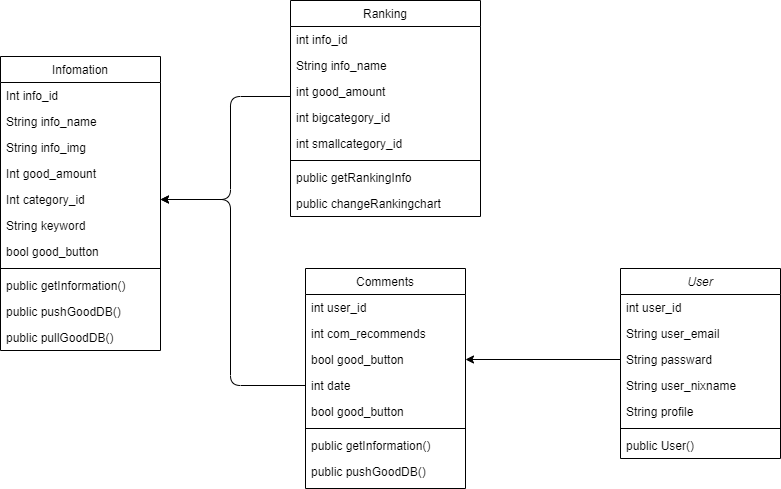 Ranking
int info_id
String info_name
int good_amount
int bigcategory_id
int smallcategory_id
public getRankingInfo
public changeRankingchart
Infomation
Int info_id
String info_name
String info_img
Int good_amount
Int category_id
String keyword
bool good_button
public getInformation()
public pushGoodDB()
public pullGoodDB()
Comments
int user_id
int com_recommends
bool good_button
int date
bool good_button
public getInformation()
public pushGoodDB()
User
int user_id
String user_email
String passward
String user_nixname
String profile
public User()